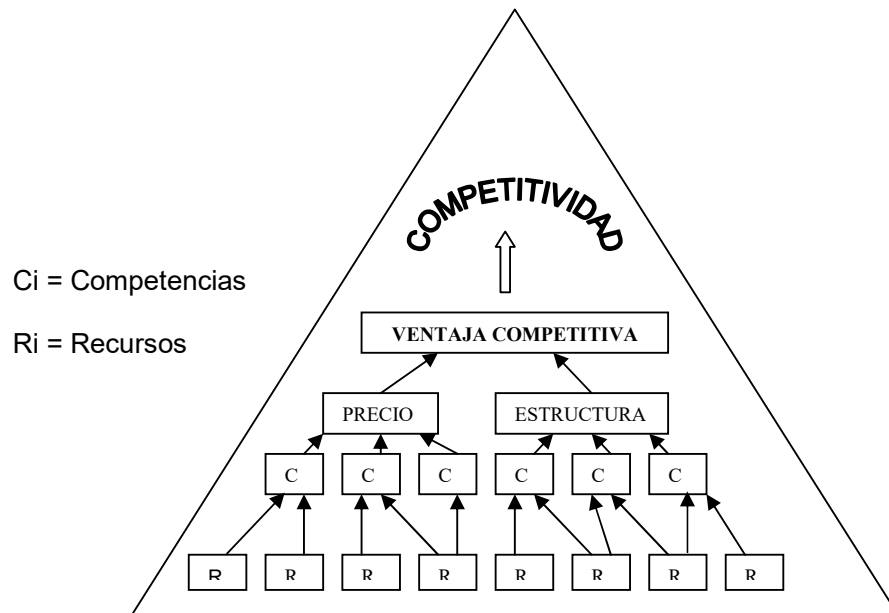 COMPETITIVIDAD
Ci = Competencias
Ri = Recursos
VENTAJA COMPETITIVA
PRECIO ESTRUCTURA
C C C C C C
R R R R R R R R